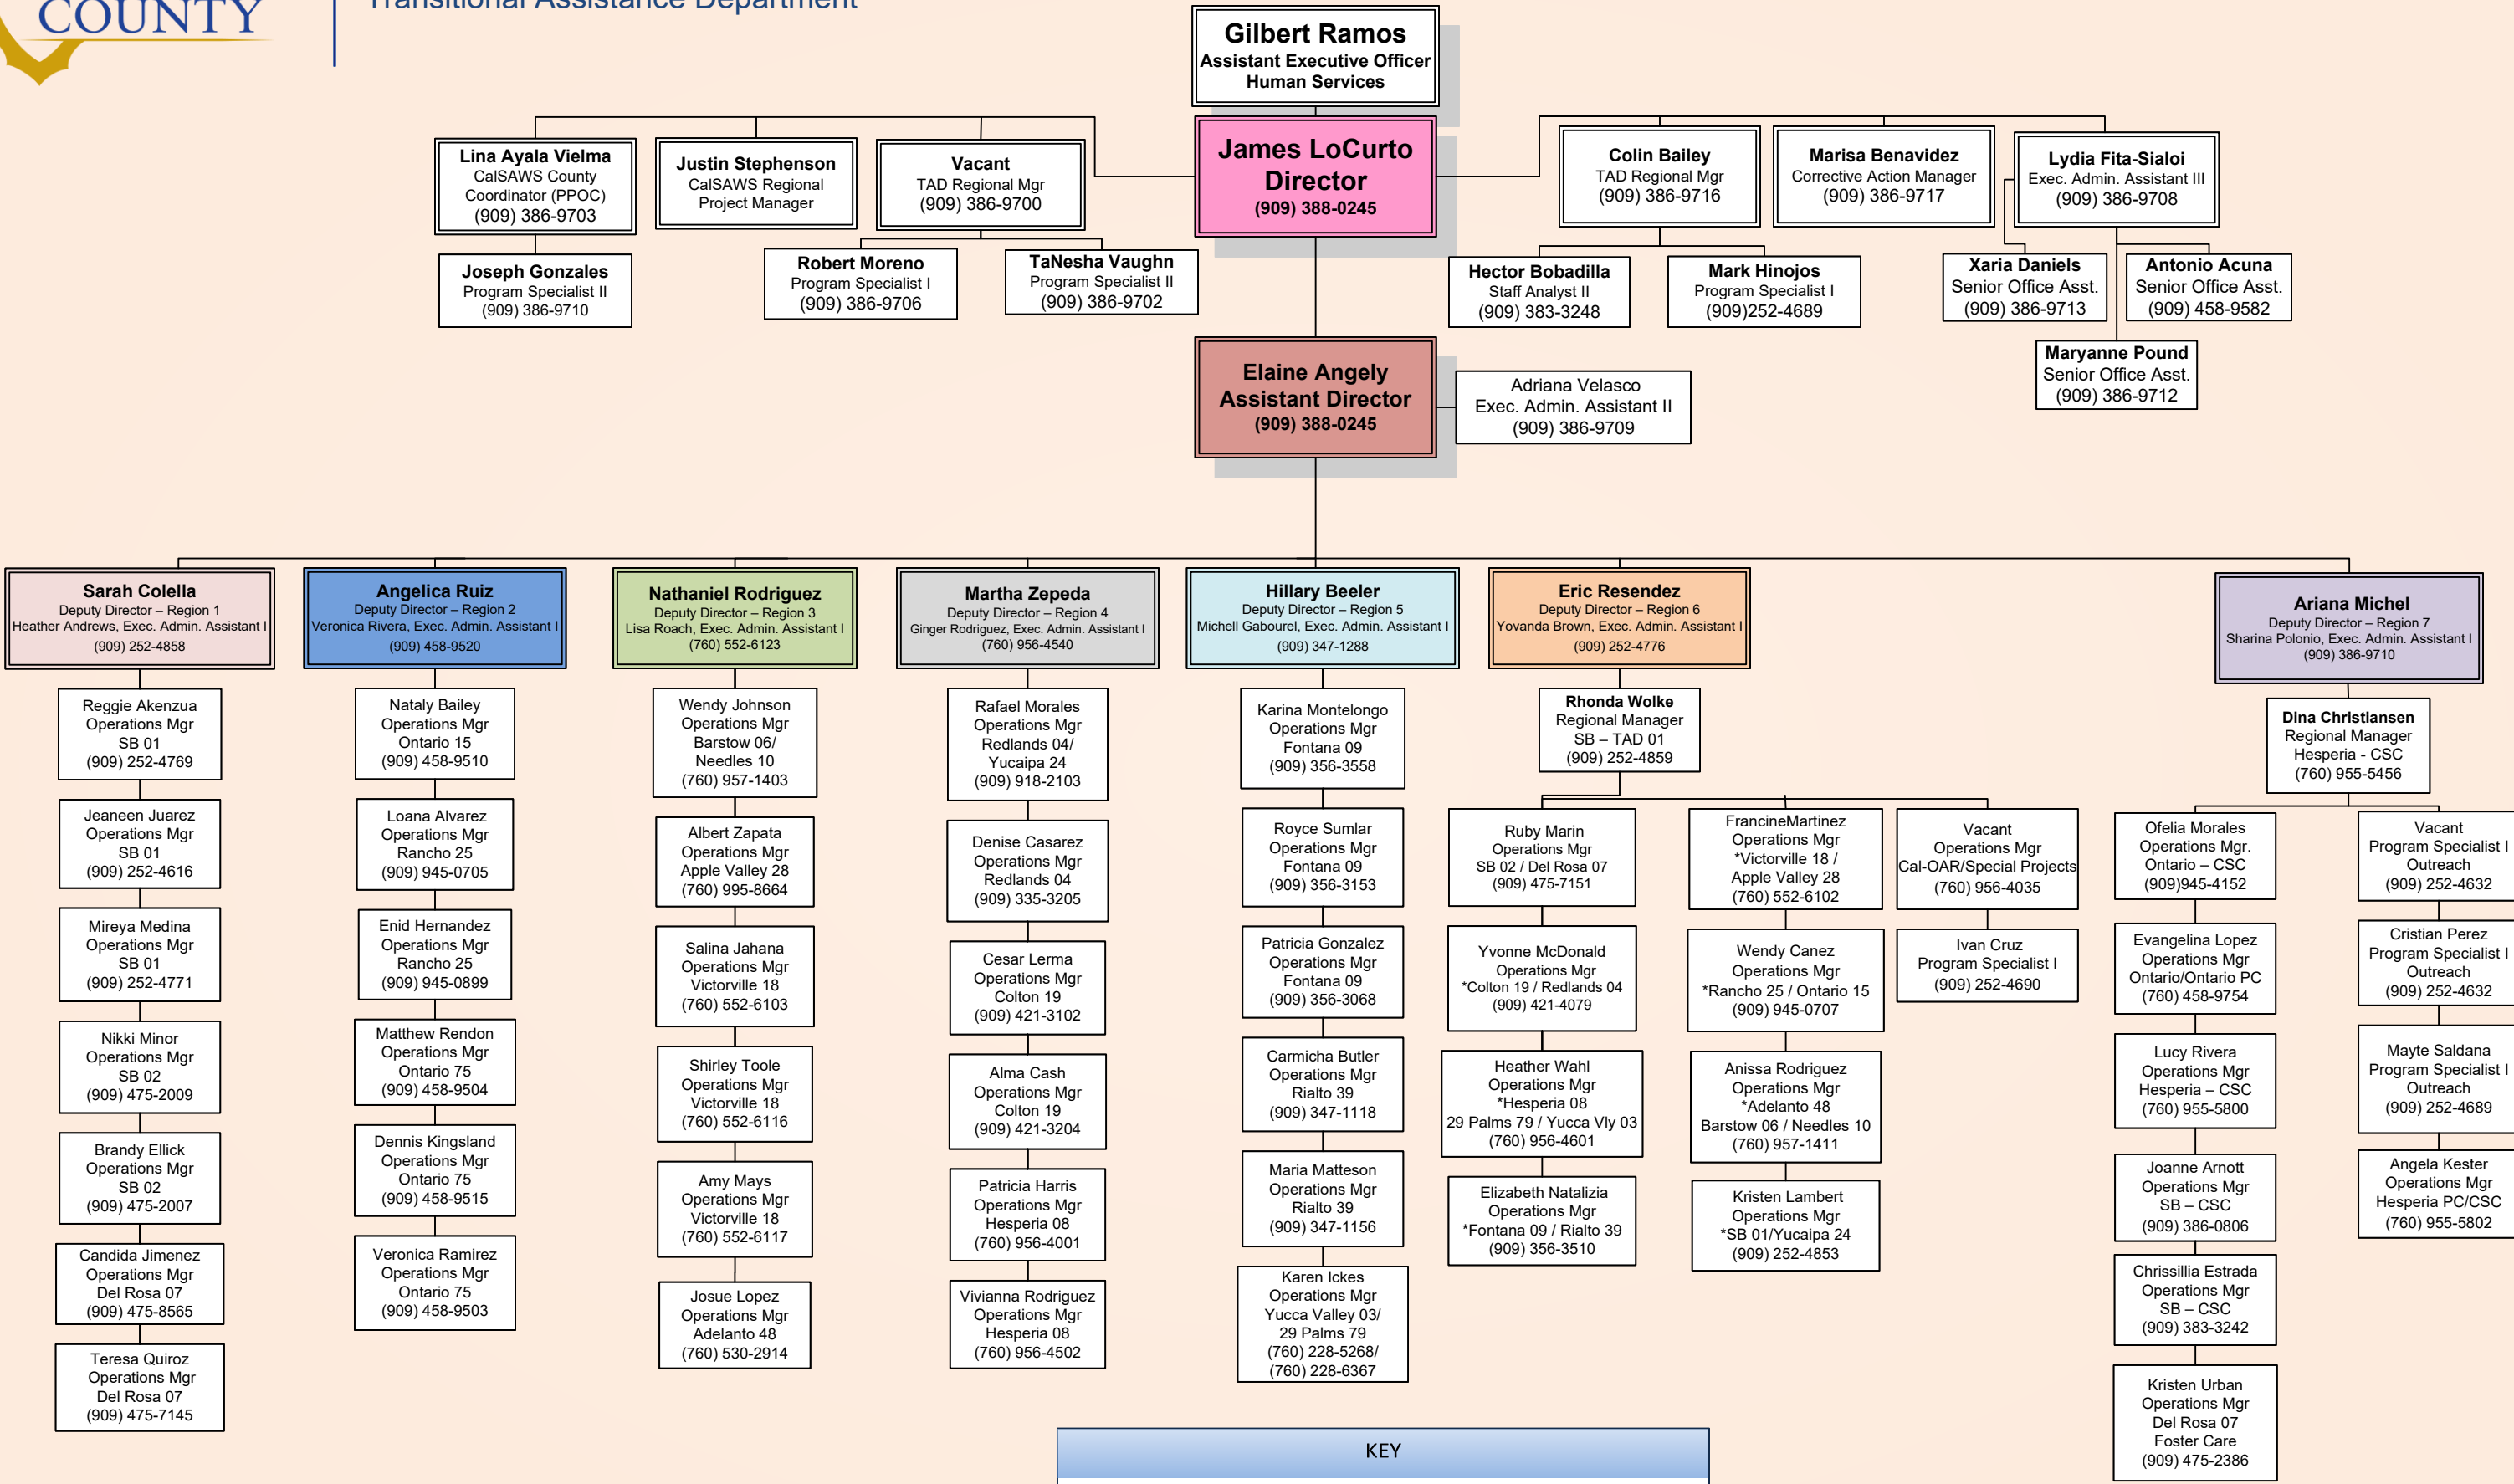 COUNTY
Transitional Assistance Department
Gilbert Ramos
Assistant Executive Officer
Human Services
James LoCurto
Director
(909) 388-0245
Lina Ayala Vielma
CalSAWS County
Coordinator (PPOC)
(909) 386-9703
Justin Stephenson
CalSAWS Regional
Project Manager
Vacant
TAD Regional Mgr
(909) 386-9700
Colin Bailey
TAD Regional Mgr
(909) 386-9716
Marisa Benavidez
Corrective Action Manager
(909) 386-9717
Lydia Fita-Sialoi
Exec. Admin. Assistant III
(909) 386-9708
Joseph Gonzales
Program Specialist II
(909) 386-9710
Robert Moreno
Program Specialist I
(909) 386-9706
TaNesha Vaughn
Program Specialist II
(909) 386-9702
Hector Bobadilla
Staff Analyst II
(909) 383-3248
Mark Hinojos
Program Specialist I
(909)252-4689
Xaria Daniels
Senior Office Asst.
(909) 386-9713
Antonio Acuna
Senior Office Asst.
(909) 458-9582
Maryanne Pound
Senior Office Asst.
(909) 386-9712
Elaine Angely
Assistant Director
(909) 388-0245
Adriana Velasco
Exec. Admin. Assistant II
(909) 386-9709
Sarah Colella
Deputy Director – Region 1
Heather Andrews, Exec. Admin. Assistant I
(909) 252-4858
Reggie Akenzua
Operations Mgr
SB 01
(909) 252-4769
Jeaneen Juarez
Operations Mgr
SB 01
(909) 252-4616
Mireya Medina
Operations Mgr
SB 01
(909) 252-4771
Nikki Minor
Operations Mgr
SB 02
(909) 475-2009
Brandy Ellick
Operations Mgr
SB 02
(909) 475-2007
Candida Jimenez
Operations Mgr
Del Rosa 07
(909) 475-8565
Teresa Quiroz
Operations Mgr
Del Rosa 07
(909) 475-7145
Angelica Ruiz
Deputy Director – Region 2
Veronica Rivera, Exec. Admin. Assistant I
(909) 458-9520
Nataly Bailey
Operations Mgr
Ontario 15
(909) 458-9510
Loana Alvarez
Operations Mgr
Rancho 25
(909) 945-0705
Enid Hernandez
Operations Mgr
Rancho 25
(909) 945-0899
Matthew Rendon
Operations Mgr
Ontario 75
(909) 458-9504
Dennis Kingsland
Operations Mgr
Ontario 75
(909) 458-9515
Veronica Ramirez
Operations Mgr
Ontario 75
(909) 458-9503
Nathaniel Rodriguez
Deputy Director – Region 3
Lisa Roach, Exec. Admin. Assistant I
(760) 552-6123
Wendy Johnson
Operations Mgr
Barstow 06/
Needles 10
(760) 957-1403
Albert Zapata
Operations Mgr
Apple Valley 28
(760) 995-8664
Salina Jahana
Operations Mgr
Victorville 18
(760) 552-6103
Shirley Toole
Operations Mgr
Victorville 18
(760) 552-6116
Amy Mays
Operations Mgr
Victorville 18
(760) 552-6117
Josue Lopez
Operations Mgr
Adelanto 48
(760) 530-2914
Martha Zepeda
Deputy Director – Region 4
Ginger Rodriguez, Exec. Admin. Assistant I
(760) 956-4540
Rafael Morales
Operations Mgr
Redlands 04/
Yucaipa 24
(909) 918-2103
Denise Casarez
Operations Mgr
Redlands 04
(909) 335-3205
Cesar Lerma
Operations Mgr
Colton 19
(909) 421-3102
Alma Cash
Operations Mgr
Colton 19
(909) 421-3204
Patricia Harris
Operations Mgr
Hesperia 08
(760) 956-4001
Vivianna Rodriguez
Operations Mgr
Hesperia 08
(760) 956-4502
Hillary Beeler
Deputy Director – Region 5
Michell Gabourel, Exec. Admin. Assistant I
(909) 347-1288
Karina Montelongo
Operations Mgr
Fontana 09
(909) 356-3558
Royce Sumlar
Operations Mgr
Fontana 09
(909) 356-3153
Patricia Gonzalez
Operations Mgr
Fontana 09
(909) 356-3068
Carmicha Butler
Operations Mgr
Rialto 39
(909) 347-1118
Maria Matteson
Operations Mgr
Rialto 39
(909) 347-1156
Karen Ickes
Operations Mgr
Yucca Valley 03/
29 Palms 79
(760) 228-5268/
(760) 228-6367
Eric Resendez
Deputy Director – Region 6
Yovanda Brown, Exec. Admin. Assistant I
(909) 252-4776
Rhonda Wolke
Regional Manager
SB – TAD 01
(909) 252-4859
Ruby Marin
Operations Mgr
SB 02 / Del Rosa 07
(909) 475-7151
Yvonne McDonald
Operations Mgr
*Colton 19 / Redlands 04
(909) 421-4079
Heather Wahl
Operations Mgr
*Hesperia 08
29 Palms 79 / Yucca Vly 03
(760) 956-4601
Elizabeth Natalizia
Operations Mgr
*Fontana 09 / Rialto 39
(909) 356-3510
FrancineMartinez
Operations Mgr
*Victorville 18 /
Apple Valley 28
(760) 552-6102
Wendy Canez
Operations Mgr
*Rancho 25 / Ontario 15
(909) 945-0707
Anissa Rodriguez
Operations Mgr
*Adelanto 48
Barstow 06 / Needles 10
(760) 957-1411
Kristen Lambert
Operations Mgr
*SB 01/Yucaipa 24
(909) 252-4853
Vacant
Operations Mgr
Cal-OAR/Special Projects
(760) 956-4035
Ivan Cruz
Program Specialist I
(909) 252-4690
Ariana Michel
Deputy Director – Region 7
Sharina Polonio, Exec. Admin. Assistant I
(909) 386-9710
Dina Christiansen
Regional Manager
Hesperia - CSC
(760) 955-5456
Ofelia Morales
Operations Mgr.
Ontario – CSC
(909)945-4152
Evangelina Lopez
Operations Mgr
Ontario/Ontario PC
(760) 458-9754
Lucy Rivera
Operations Mgr
Hesperia – CSC
(760) 955-5800
Joanne Arnott
Operations Mgr
SB – CSC
(909) 386-0806
Chrissillia Estrada
Operations Mgr
SB – CSC
(909) 383-3242
Kristen Urban
Operations Mgr
Del Rosa 07
Foster Care
(909) 475-2386
Vacant
Program Specialist I
Outreach
(909) 252-4632
Cristian Perez
Program Specialist I
Outreach
(909) 252-4632
Mayte Saldana
Program Specialist I
Outreach
(909) 252-4689
Angela Kester
Operations Mgr
Hesperia PC/CSC
(760) 955-5802
KEY